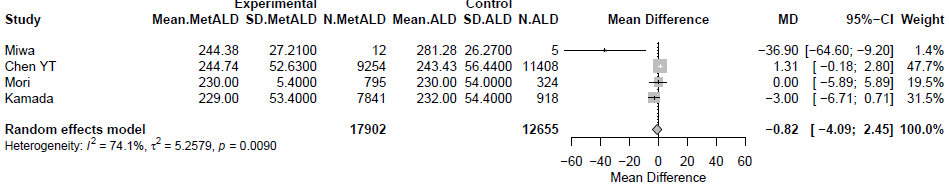 Experimental Control
Study Mean.MetALD SD.MetALD N.MetALD Mean.ALD SD.ALD N.ALD Mean Difference MD 95%−CI Weight
Miwa 244.38 27.2100 12 281.28 26.2700 5 −36.90 [−64.60; −9.20] 1.4%
Chen YT 244.74 52.6300 9254 243.43 56.4400 11408 1.31 [−0.18; 2.80] 47.7%
Mori 230.00 5.4000 795 230.00 54.0000 324 0.00 [−5.89; 5.89] 19.5%
Kamada 229.00 53.4000 7841 232.00 54.4000 918 −3.00 [−6.71; 0.71] 31.5%
Random effects model 17902 12655 −0.82 [−4.09; 2.45] 100.0%
Heterogeneity: I² = 74.1%, τ² = 5.2579, p = 0.0090
−60 −40 −20 0 20 40 60
Mean Difference